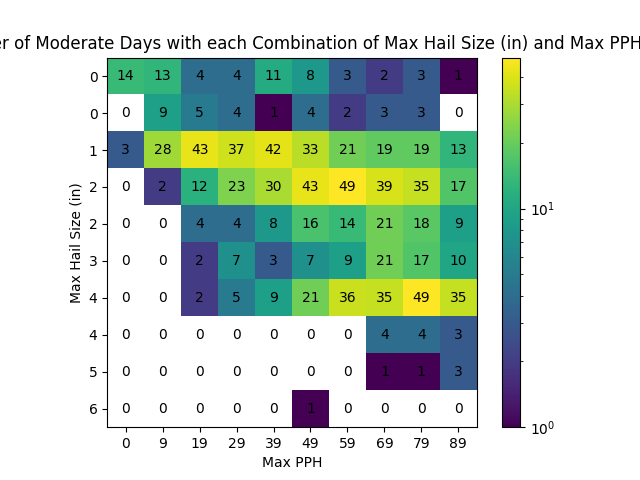 er of Moderate Days with each Combination of Max Hail Size (in) and Max PPH
0 14 13 4 4 11 8 3 2 3 1
0 0 9 5 4 1 4 2 3 3 0
1 3 28 43 37 42 33 21 19 19 13
2 0 2 12 23 30 43 49 39 35 17
2 0 0 4 4 8 16 14 21 18 9
3 0 0 2 7 3 7 9 21 17 10
4 0 0 2 5 9 21 36 35 49 35
4 0 0 0 0 0 0 0 4 4 3
5 0 0 0 0 0 0 0 1 1 3
6 0 0 0 0 0 1 0 0 0 0
0 9 19 29 39 49 59 69 79 89
Max PPH
Max Hail Size (in)
10¹
10⁰